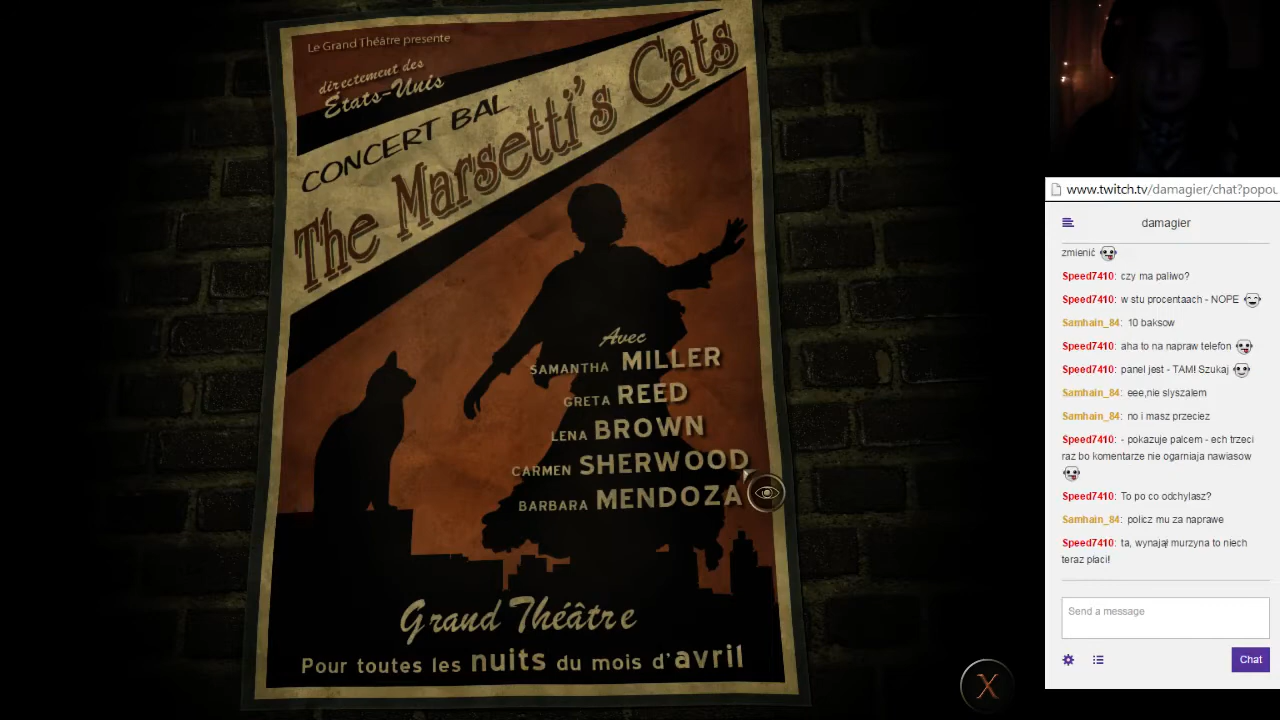 Le Grand Théâtre presente
directement des
États-Unis
CONCERT BAL
The Marsetti's Cats
Avec
SAMANTHA MILLER
GRETA REED
LENA BROWN
CARMEN SHERWOOD
BARBARA MENDOZA
Grand Théâtre
Pour toutes les nuits du mois d'avril
X
www.twitch.tv/damagier/chat?popou
damagier
zmienić
Speed7410: czy ma paliwo?
Speed7410: w stu procentaach - NOPE
Samhain_84: 10 baksow
Speed7410: aha to na napraw telefon
Speed7410: panel jest - TAM! Szukaj
Samhain_84: eee,nie slyszalem
Samhain_84: no i masz przeciez
Speed7410: - pokazuje palcem - ech trzeci
raz bo komentarze nie ogarniaja nawiasow
Speed7410: To po co odchylasz?
Samhain_84: policz mu za naprawe
Speed7410: ta, wynajął murzyna to niech
teraz płaci!
Send a message
Chat